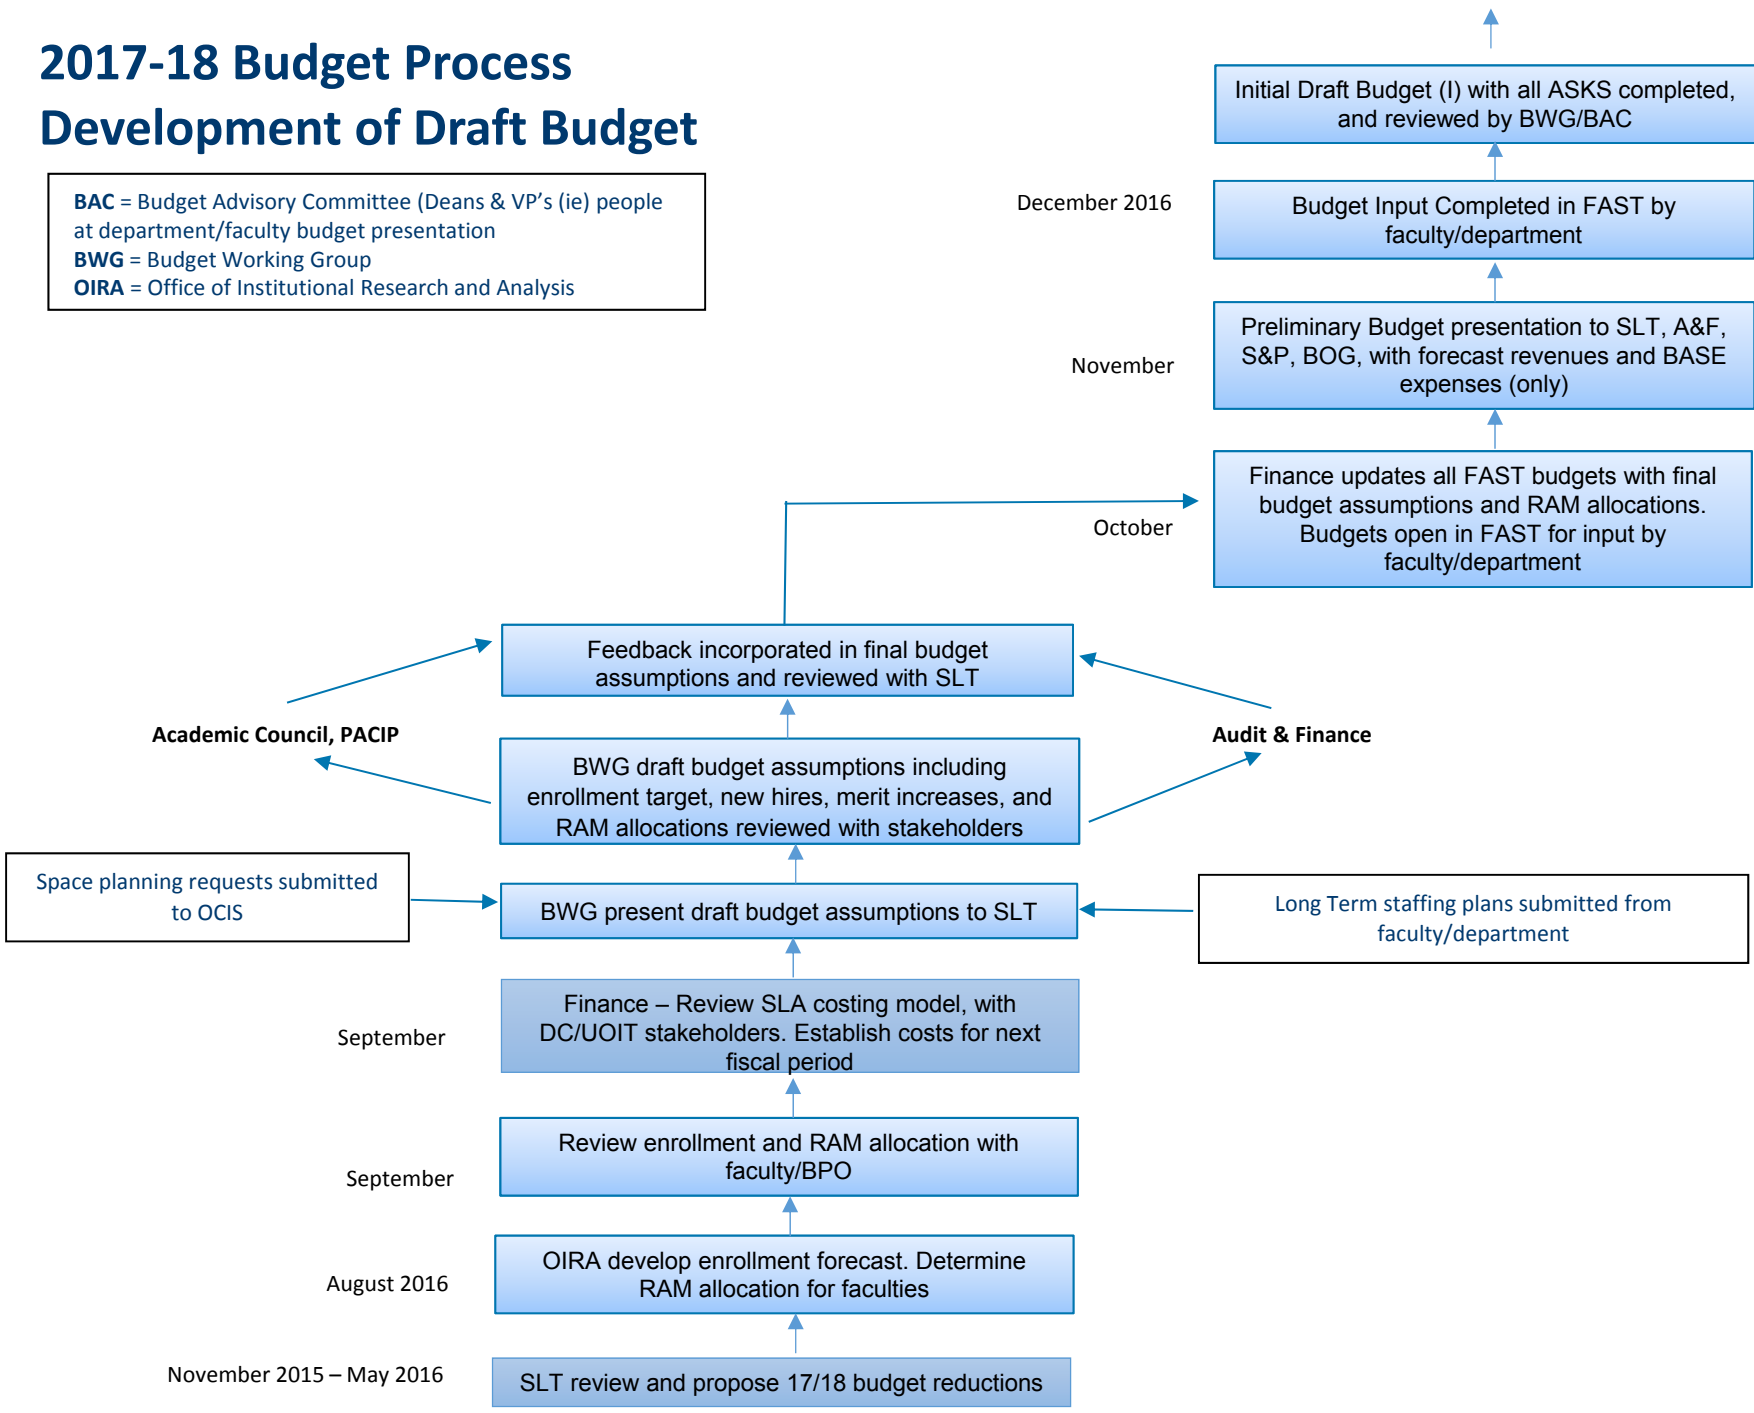 2017-18 Budget Process
Development of Draft Budget
BAC = Budget Advisory Committee (Deans & VP's (ie) people
at department/faculty budget presentation
BWG = Budget Working Group
OIRA = Office of Institutional Research and Analysis
Initial Draft Budget (I) with all ASKS completed,
and reviewed by BWG/BAC
December 2016
Budget Input Completed in FAST by
faculty/department
November
Preliminary Budget presentation to SLT, A&F,
S&P, BOG, with forecast revenues and BASE
expenses (only)
October
Finance updates all FAST budgets with final
budget assumptions and RAM allocations.
Budgets open in FAST for input by
faculty/department
Feedback incorporated in final budget
assumptions and reviewed with SLT
Academic Council, PACIP
Audit & Finance
BWG draft budget assumptions including
enrollment target, new hires, merit increases, and
RAM allocations reviewed with stakeholders
Space planning requests submitted
to OCIS
BWG present draft budget assumptions to SLT
Long Term staffing plans submitted from
faculty/department
September
Finance – Review SLA costing model, with
DC/UOIT stakeholders. Establish costs for next
fiscal period
September
Review enrollment and RAM allocation with
faculty/BPO
August 2016
OIRA develop enrollment forecast. Determine
RAM allocation for faculties
November 2015 – May 2016
SLT review and propose 17/18 budget reductions